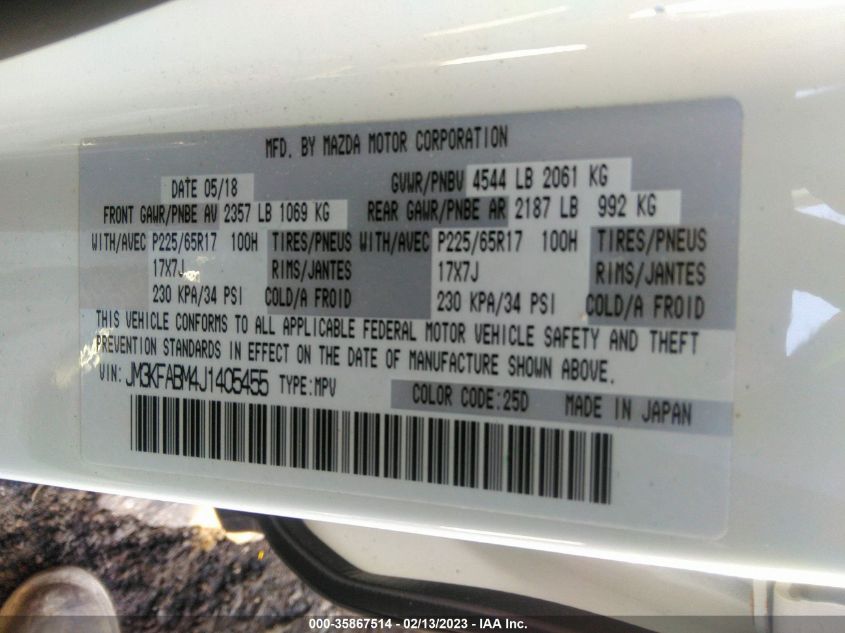 MFD. BY MAZDA MOTOR CORPORATION
DATE 05/18 GVWR/PNBV 4544 LB 2061 KG
FRONT GAWR/PNBE AV 2357 LB 1069 KG REAR GAWR/PNBE AR 2187 LB 992 KG
WITH/AVEC P225/65R17 100H TIRES/PNEUS WITH/AVEC P225/65R17 100H TIRES/PNEUS
17X7J RIMS/JANTES 17X7J RIMS/JANTES
230 KPA/34 PSI COLD/A FROID 230 KPA/34 PSI COLD/A FROID
THIS VEHICLE CONFORMS TO ALL APPLICABLE FEDERAL MOTOR VEHICLE SAFETY AND THEFT
PREVENTION STANDARDS IN EFFECT ON THE DATE OF MANUFACTURE SHOWN ABOVE.
VIN: JM3KFABM4J1405455 TYPE:MPV
COLOR CODE:25D MADE IN JAPAN
000-35867514 - 02/13/2023 - IAA Inc.